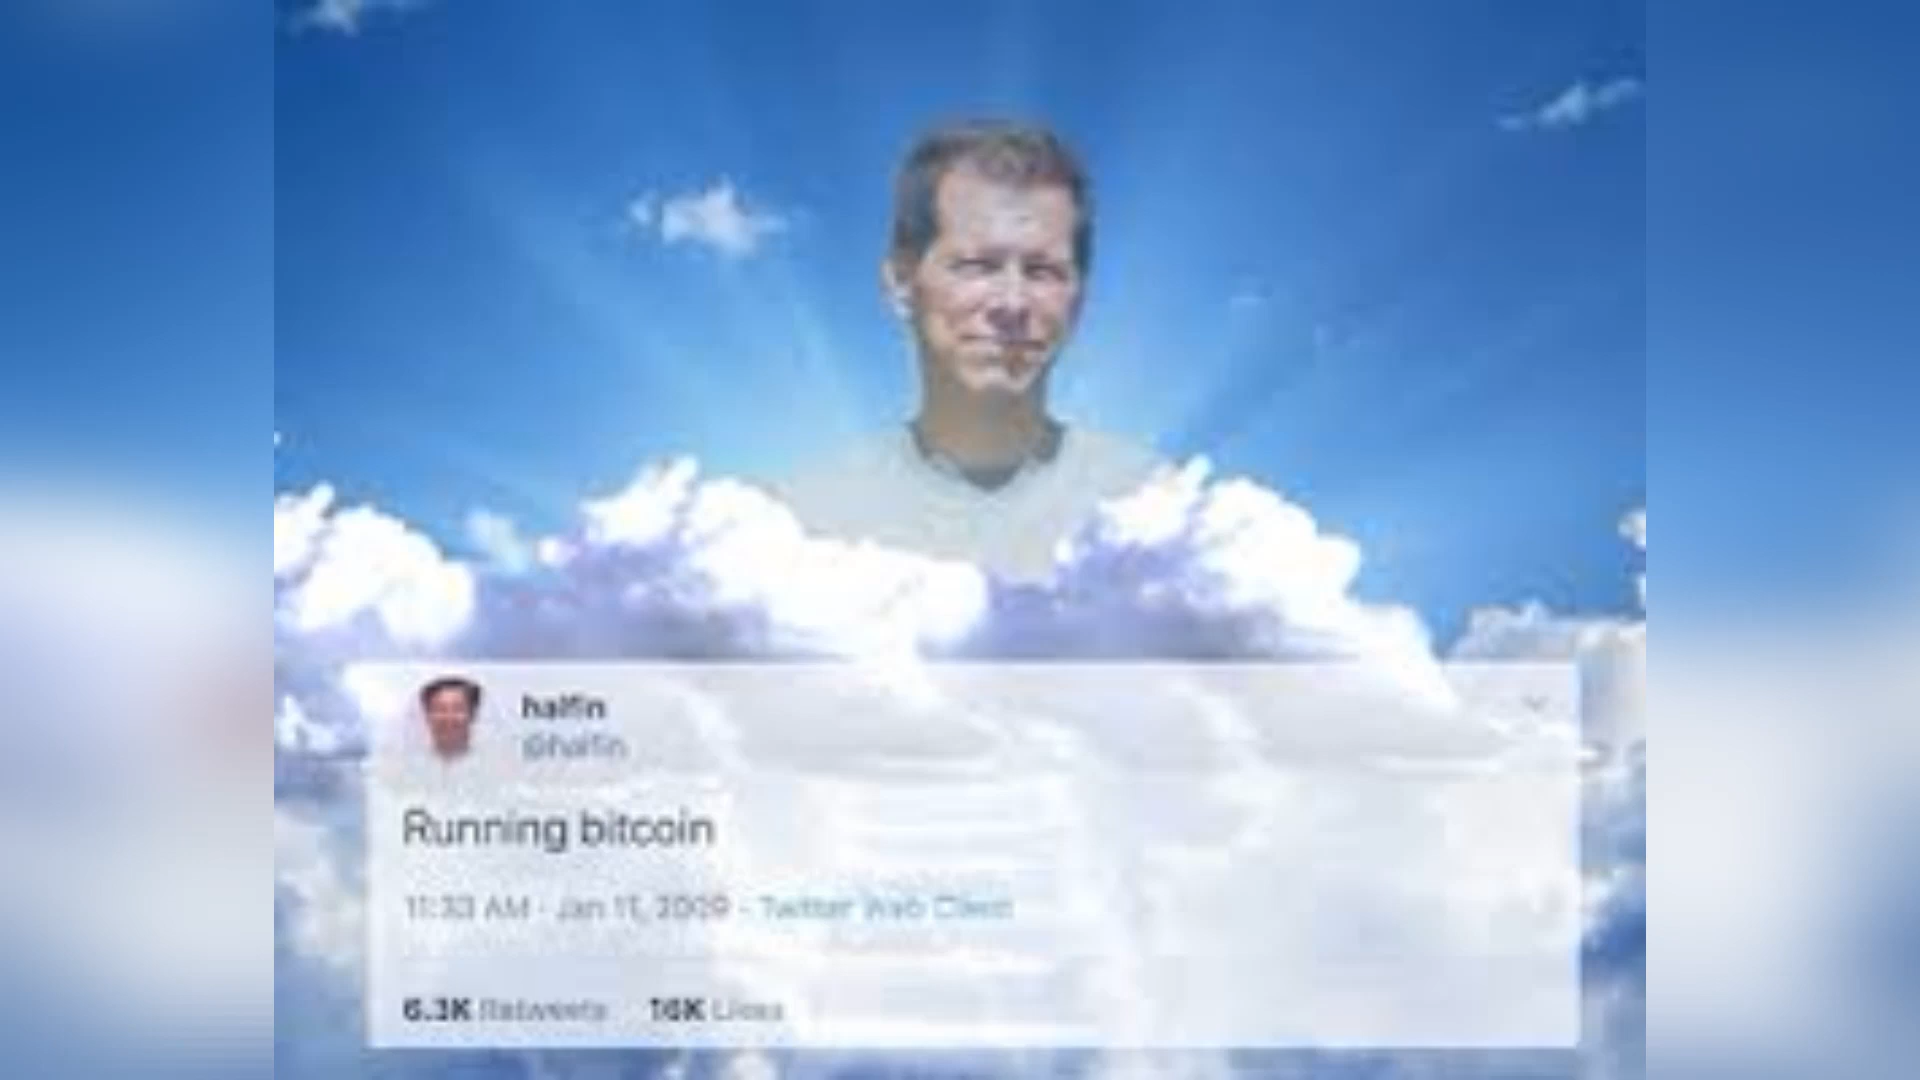 halfin
@halfin
Running bitcoin
11:33 AM · Jan 11, 2009 · Twitter Web Client
6.3K Retweets 16K Likes